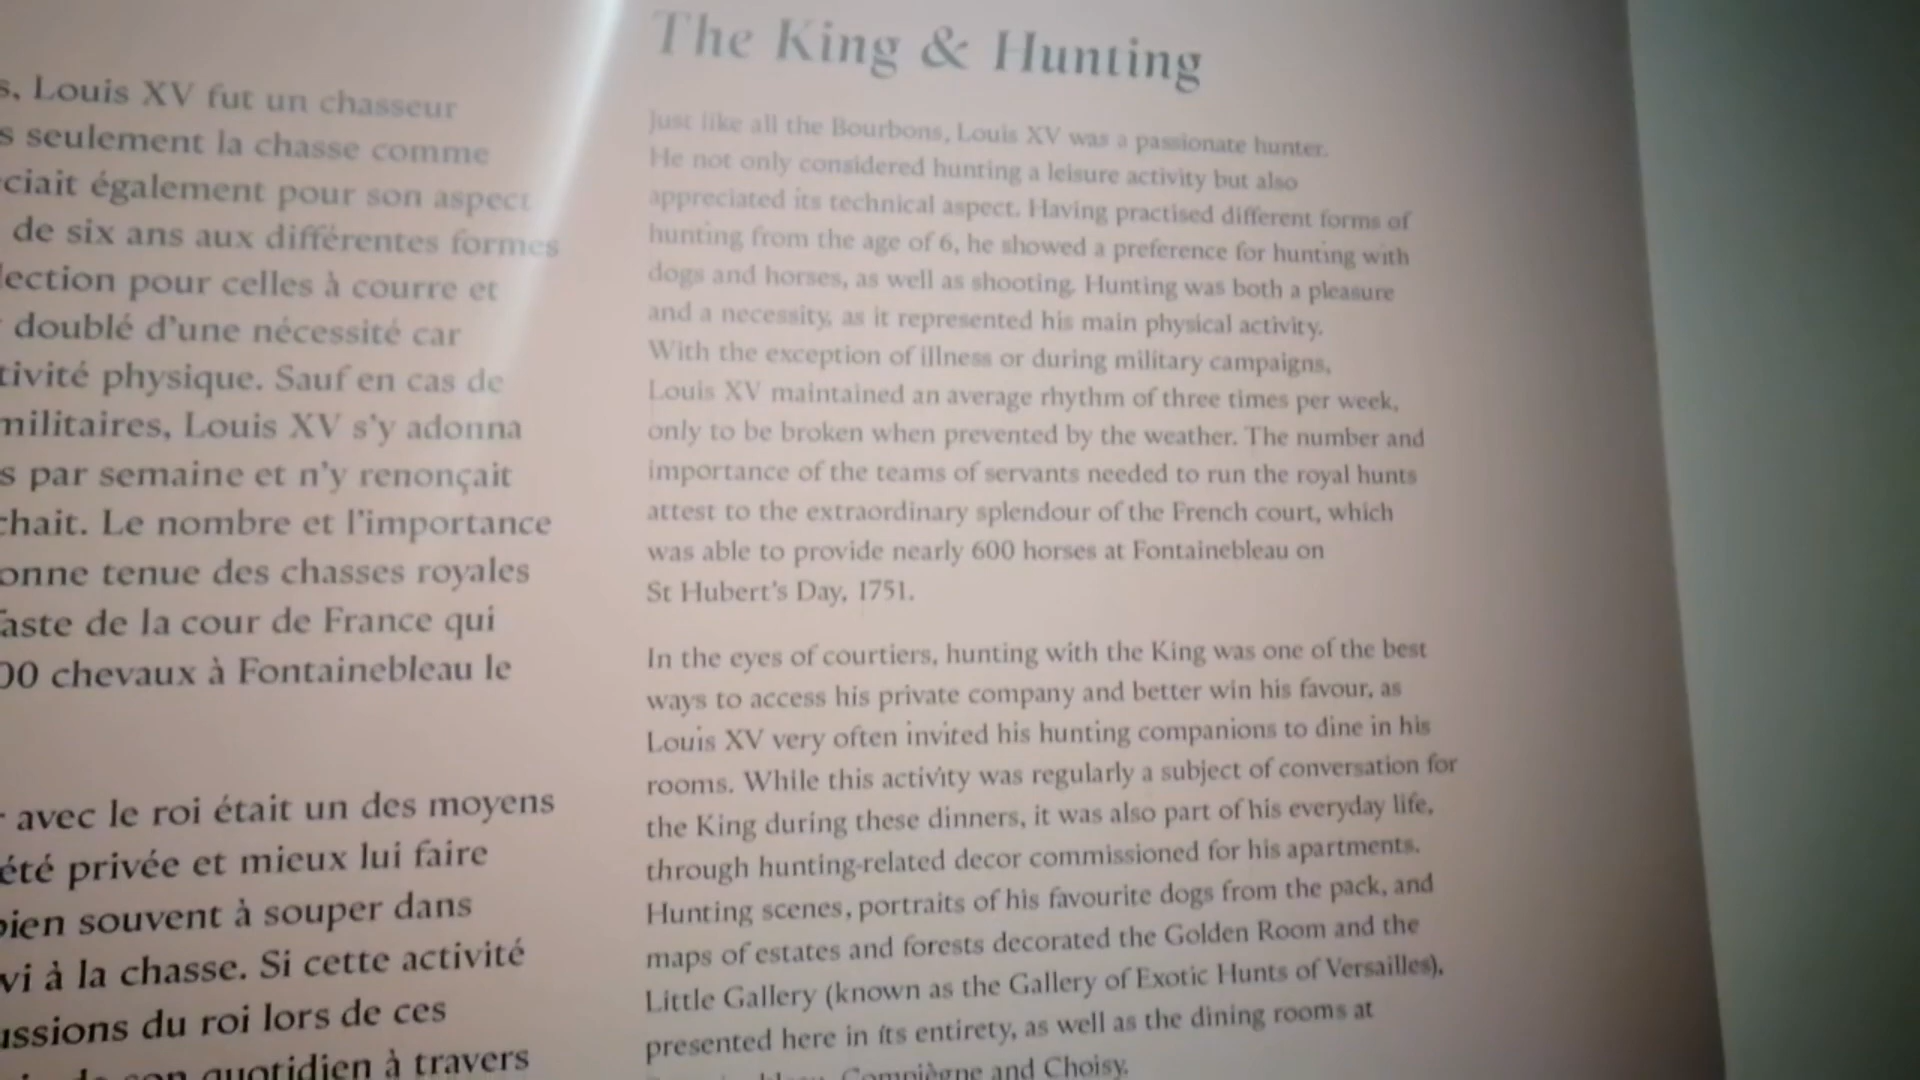 s, Louis XV fut un chasseur
s seulement la chasse comme
ciait également pour son aspect
de six ans aux différentes formes
lection pour celles à courre et
doublé d'une nécessité car
tivité physique. Sauf en cas de
militaires, Louis XV s'y adonna
s par semaine et n'y renonçait
chait. Le nombre et l'importance
onne tenue des chasses royales
faste de la cour de France qui
00 chevaux à Fontainebleau le
r avec le roi était un des moyens
été privée et mieux lui faire
bien souvent à souper dans
vi à la chasse. Si cette activité
ussions du roi lors de ces
de son quotidien à travers
The King & Hunting
Just like all the Bourbons, Louis XV was a passionate hunter.
He not only considered hunting a leisure activity but also
appreciated its technical aspect. Having practised different forms of
hunting from the age of 6, he showed a preference for hunting with
dogs and horses, as well as shooting. Hunting was both a pleasure
and a necessity, as it represented his main physical activity.
With the exception of illness or during military campaigns,
Louis XV maintained an average rhythm of three times per week,
only to be broken when prevented by the weather. The number and
importance of the teams of servants needed to run the royal hunts
attest to the extraordinary splendour of the French court, which
was able to provide nearly 600 horses at Fontainebleau on
St Hubert's Day, 1751.
In the eyes of courtiers, hunting with the King was one of the best
ways to access his private company and better win his favour, as
Louis XV very often invited his hunting companions to dine in his
rooms. While this activity was regularly a subject of conversation for
the King during these dinners, it was also part of his everyday life,
through hunting-related decor commissioned for his apartments.
Hunting scenes, portraits of his favourite dogs from the pack, and
maps of estates and forests decorated the Golden Room and the
Little Gallery (known as the Gallery of Exotic Hunts of Versailles),
presented here in its entirety, as well as the dining rooms at
Compiègne and Choisy.